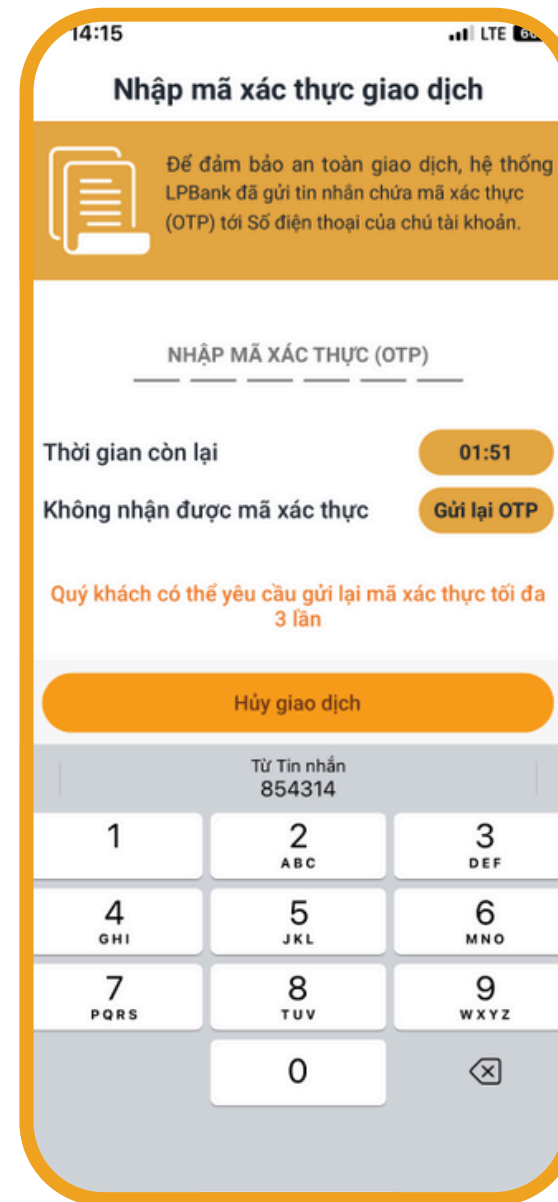 14:15 LTE
Nhập mã xác thực giao dịch
Để đảm bảo an toàn giao dịch, hệ thống
LPBank đã gửi tin nhắn chứa mã xác thực
(OTP) tới Số điện thoại của chủ tài khoản.
NHẬP MÃ XÁC THỰC (OTP)
Thời gian còn lại 01:51
Không nhận được mã xác thực Gửi lại OTP
Quý khách có thể yêu cầu gửi lại mã xác thực tối đa
3 lần
Hủy giao dịch
Từ Tin nhắn
854314
1 2 3
ABC DEF
4 5 6
GHI JKL MNO
7 8 9
PQRS TUV WXYZ
0